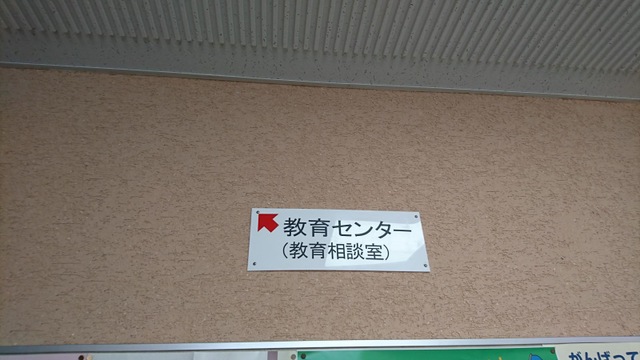 教育センター
(教育相談室)
がんばって